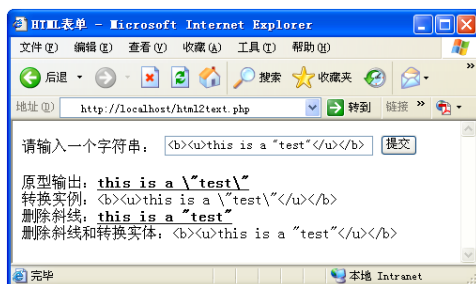 HTML表单 - Microsoft Internet Explorer
文件(F) 编辑(E) 查看(V) 收藏(A) 工具(T) 帮助(H)
后退 搜索 收藏夹 »
地址(D) http://localhost/html2text.php 转到 链接 »
请输入一个字符串： <b><u>this is a "test"</u></b> 提交
原型输出：this is a \"test\"
转换实例：<b><u>this is a \"test\"</u></b>
删除斜线：this is a "test"
删除斜线和转换实体：<b><u>this is a "test"</u></b>
完毕 本地 Intranet